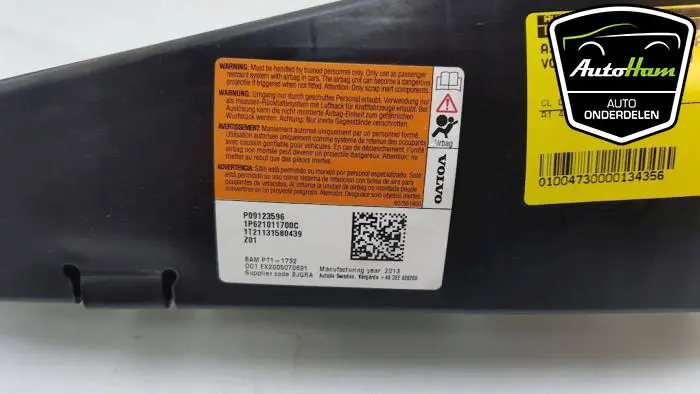 WARNING: Must be handled by trained personnel only. Only use as passenger
restraint system with airbag in cars. The airbag unit can become a dangerous
projectile if triggered when not fitted. Attention: Only scrap inert components.
WARNUNG: Umgang nur durch geschultes Personal erlaubt. Verwendung nur
als Insassen-Rückhaltesystem mit Luftsack für Kraftfahrzeuge erlaubt. Bei
Auslösung kann die nicht montierte Airbag-Einheit zum gefährlichen
Wurfstück werden. Achtung: Nur inerte Gegenstände verschrotten.
AVERTISSEMENT: Maniement autorisé uniquement par un personnel formé.
Utilisation autorisée uniquement comme système de retenue des occupants
avec coussin gonflable pour véhicules. En cas de déclenchement, l'unité
airbag non montée peut devenir un projectile dangereux. Attention: ne
mettre au rebut que des pièces inertes.
ADVERTENCIA: Sólo permitido su manejo por personal especializado. Sólo
permitido su uso como sistema de retención con bolsa de aire para
ocupantes de vehículos. Al inflarse la unidad de airbag no montada puede
convertirse en un proyectil peligroso. Atención: Desguace sólo objetos inertes.
607561400
Airbag
VOLVO
P09123596
1P621011700C
1T21131580439
Z01
BAM PT1-1732
DOT EX2005070691
Supplier code BJQRA
Manufacturing year 2013
Autoliv Sweden, Vårgårda
AutoHam
AUTO
ONDERDELEN
01004730000134356